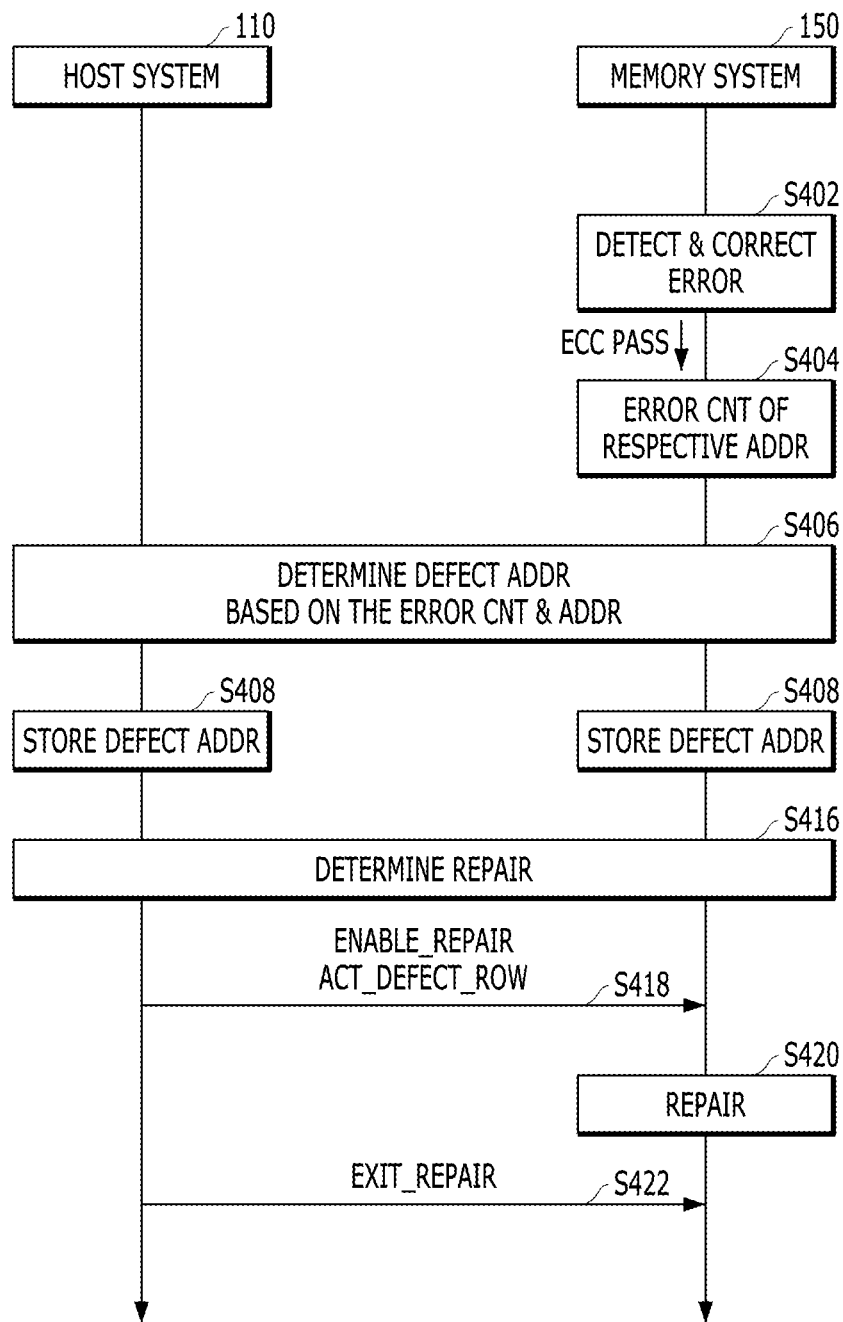 110
150
HOST SYSTEM
MEMORY SYSTEM
S402
DETECT & CORRECT
ERROR
ECC PASS
S404
ERROR CNT OF
RESPECTIVE ADDR
S406
DETERMINE DEFECT ADDR
BASED ON THE ERROR CNT & ADDR
S408
S408
STORE DEFECT ADDR
STORE DEFECT ADDR
S416
DETERMINE REPAIR
ENABLE_REPAIR
ACT_DEFECT_ROW
S418
S420
REPAIR
EXIT_REPAIR
S422